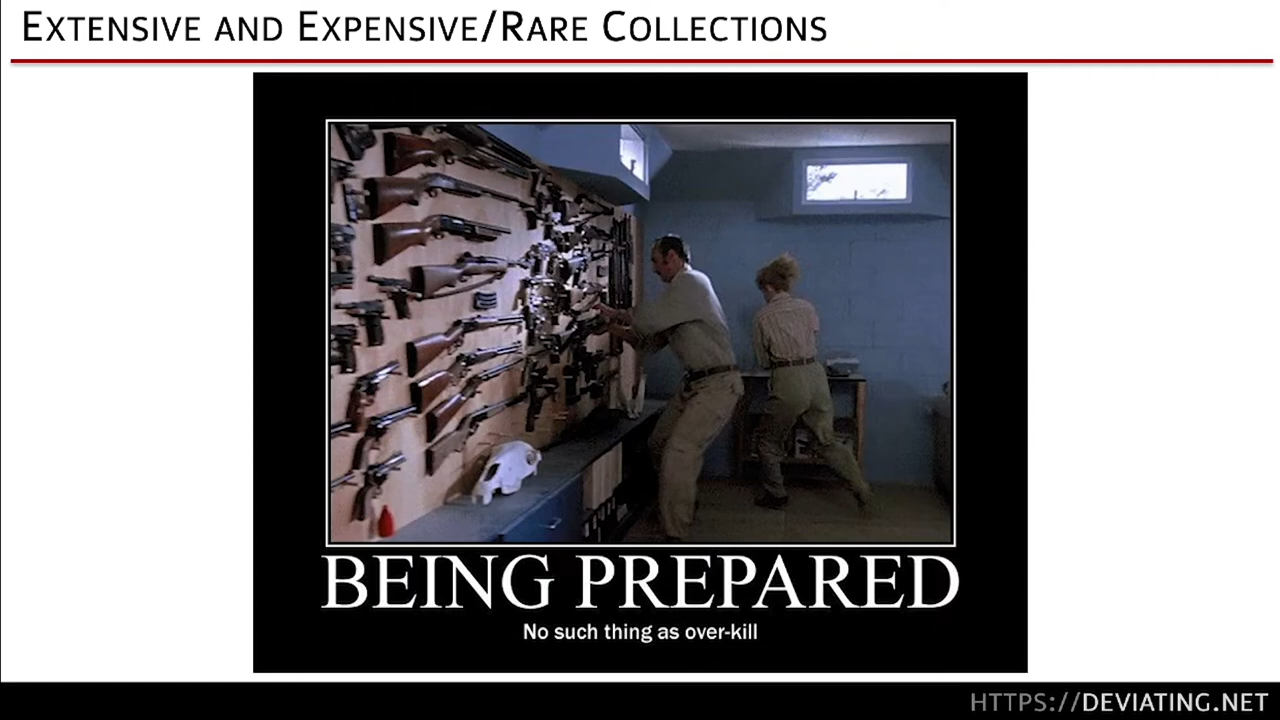 EXTENSIVE AND EXPENSIVE/RARE COLLECTIONS
BEING PREPARED
No such thing as over-kill
HTTPS://DEVIATING.NET